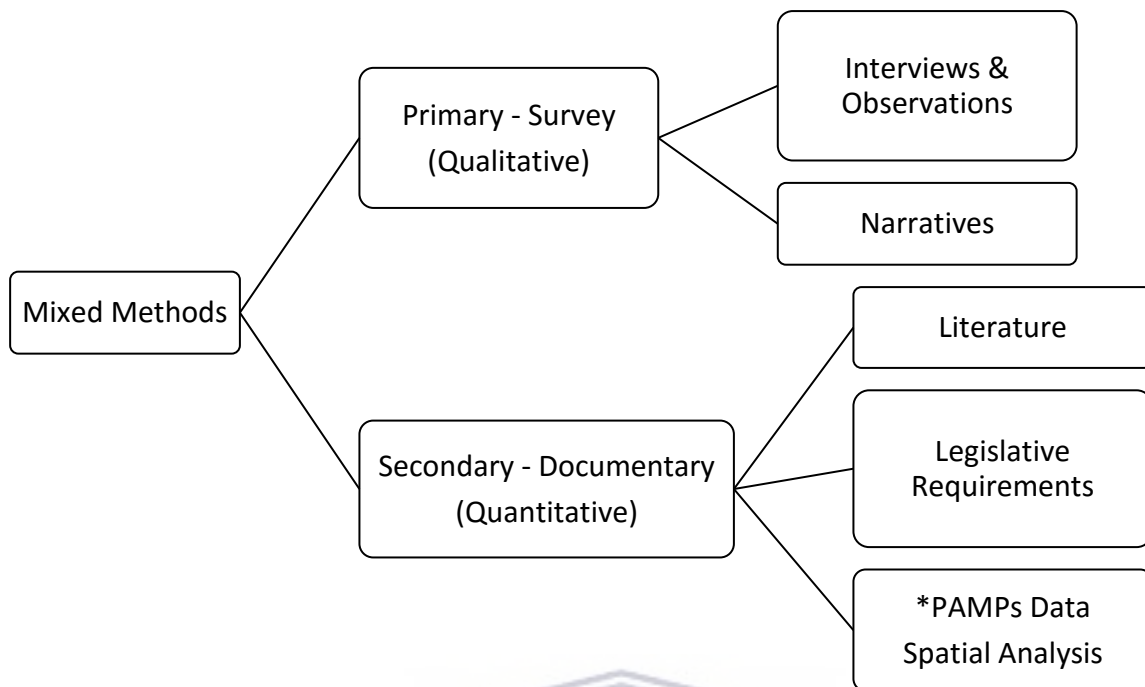 Mixed Methods
Primary - Survey
(Qualitative)
Interviews &
Observations
Narratives
Secondary - Documentary
(Quantitative)
Literature
Legislative
Requirements
*PAMPs Data
Spatial Analysis